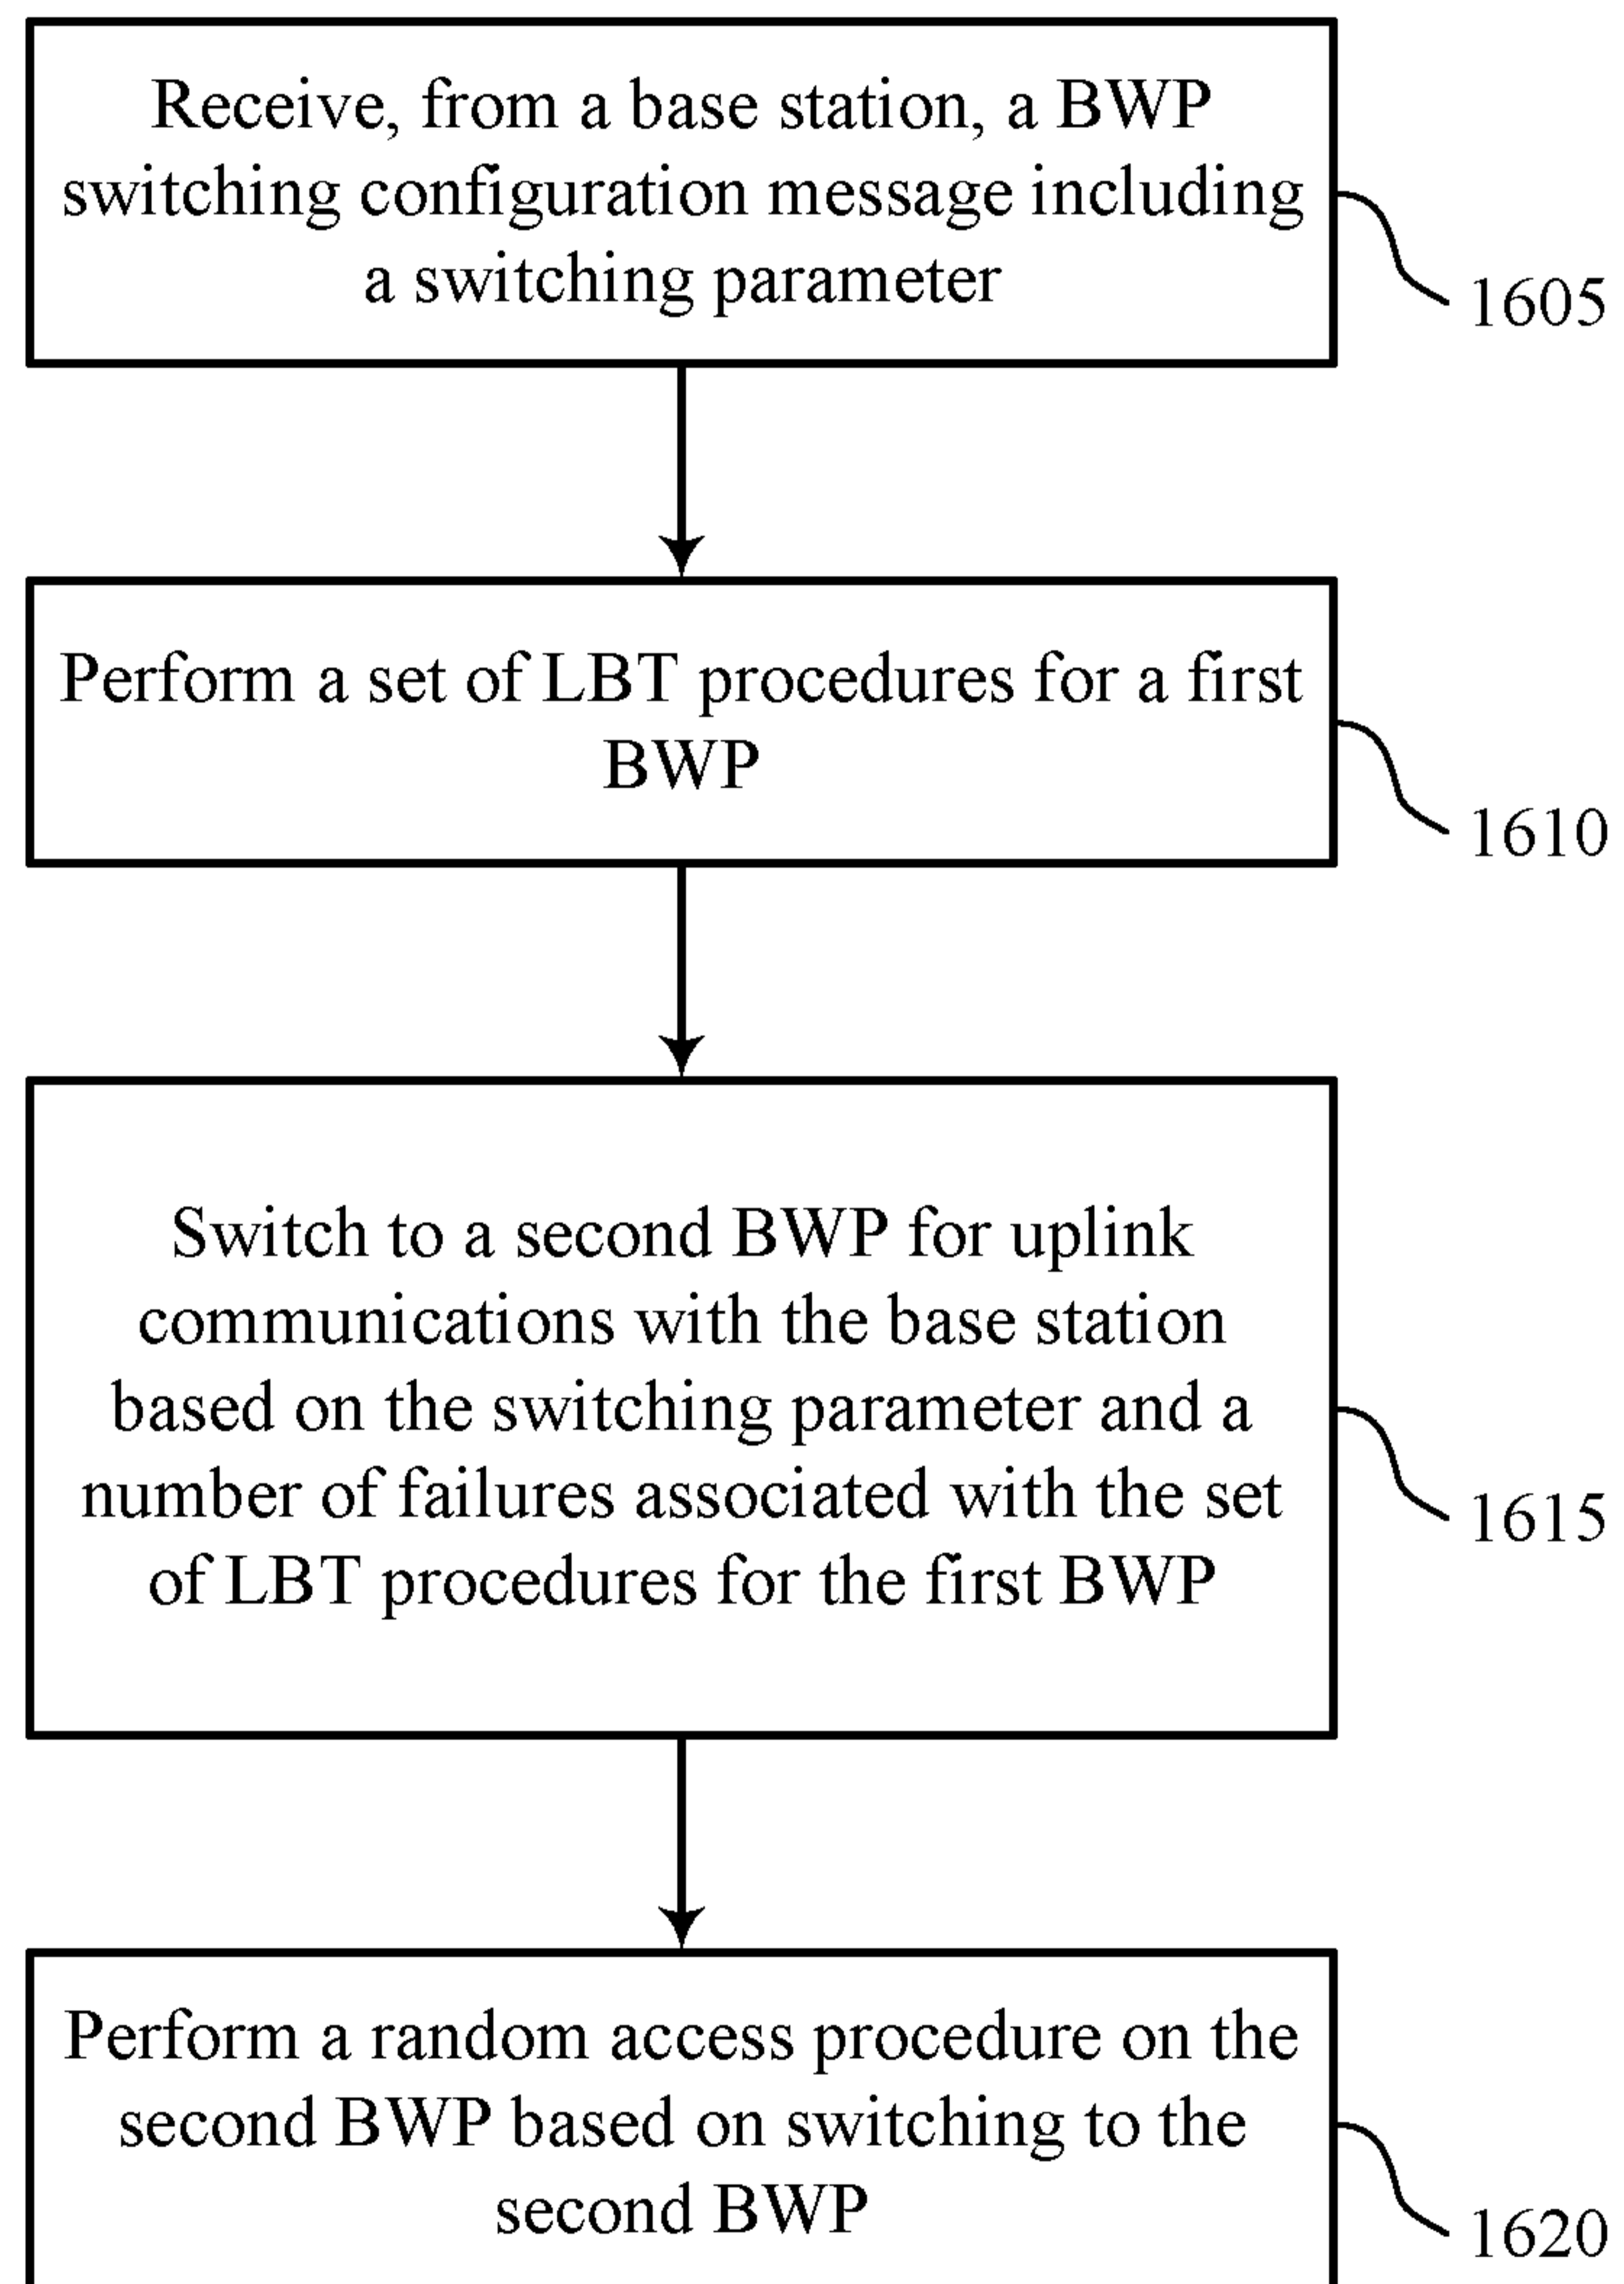 Receive, from a base station, a BWP
switching configuration message including
a switching parameter
1605
Perform a set of LBT procedures for a first
BWP
1610
Switch to a second BWP for uplink
communications with the base station
based on the switching parameter and a
number of failures associated with the set
of LBT procedures for the first BWP
1615
Perform a random access procedure on the
second BWP based on switching to the
second BWP
1620